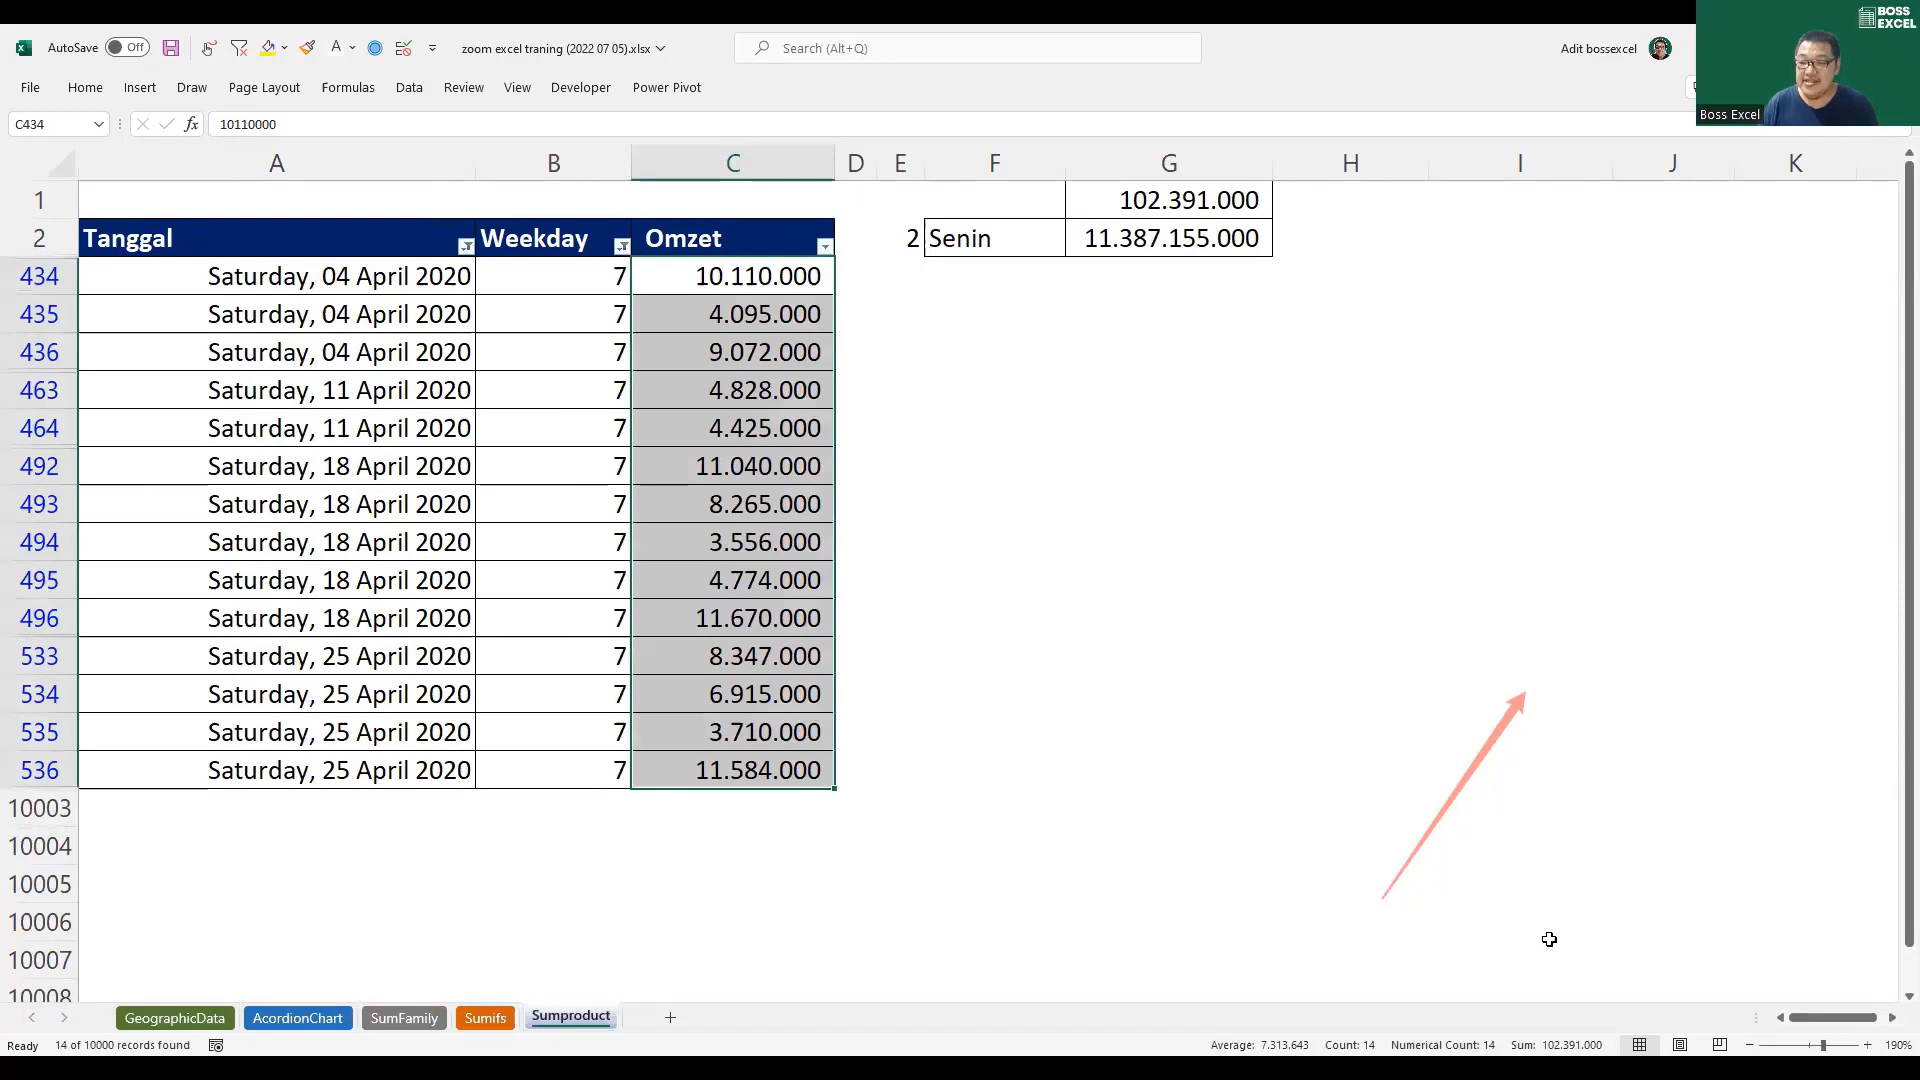 BOSS
EXCEL
AutoSave Off zoom excel traning (2022 07 05).xlsx Search (Alt+Q) Adit bossexcel
File Home Insert Draw Page Layout Formulas Data Review View Developer Power Pivot
Boss Excel
C434 fx 10110000
A B C D E F G H I J K
1 102.391.000
2 Tanggal Weekday Omzet 2 Senin 11.387.155.000
434 Saturday, 04 April 2020 7 10.110.000
435 Saturday, 04 April 2020 7 4.095.000
436 Saturday, 04 April 2020 7 9.072.000
463 Saturday, 11 April 2020 7 4.828.000
464 Saturday, 11 April 2020 7 4.425.000
492 Saturday, 18 April 2020 7 11.040.000
493 Saturday, 18 April 2020 7 8.265.000
494 Saturday, 18 April 2020 7 3.556.000
495 Saturday, 18 April 2020 7 4.774.000
496 Saturday, 18 April 2020 7 11.670.000
533 Saturday, 25 April 2020 7 8.347.000
534 Saturday, 25 April 2020 7 6.915.000
535 Saturday, 25 April 2020 7 3.710.000
536 Saturday, 25 April 2020 7 11.584.000
10003
10004
10005
10006
10007
10008
GeographicData AcordionChart SumFamily Sumifs Sumproduct
Ready 14 of 10000 records found Average: 7.313.643 Count: 14 Numerical Count: 14 Sum: 102.391.000 190%